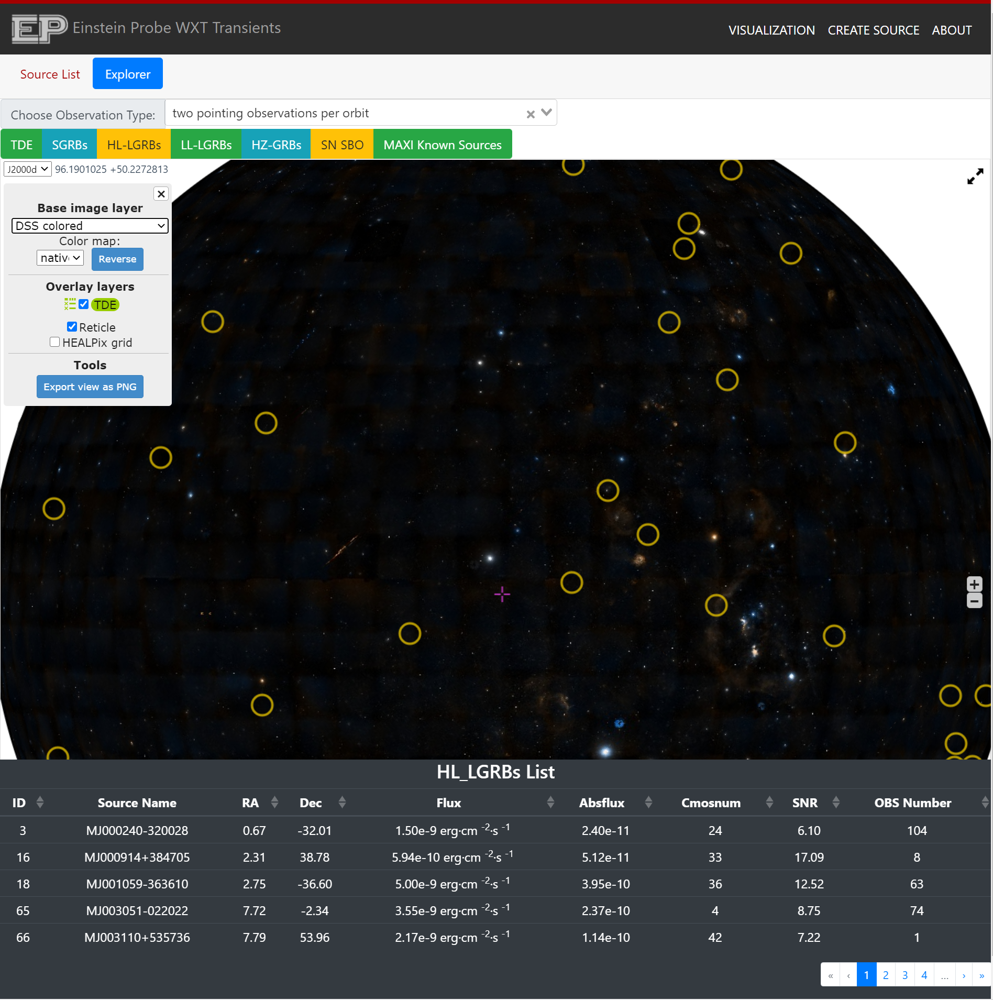 EP Einstein Probe WXT Transients VISUALIZATION CREATE SOURCE ABOUT
Source List Explorer
Choose Observation Type: two pointing observations per orbit
TDE SGRBs HL-LGRBs LL-LGRBs HZ-GRBs SN SBO MAXI Known Sources
J2000d 96.1901025 +50.2272813
Base image layer
DSS colored
Color map:
nativ Reverse
Overlay layers
TDE
Reticle
HEALPix grid
Tools
Export view as PNG
HL_LGRBs List
ID Source Name RA Dec Flux Absflux Cmosnum SNR OBS Number
3 MJ000240-320028 0.67 -32.01 1.50e-9 erg·cm -2·s -1 2.40e-11 24 6.10 104
16 MJ000914+384705 2.31 38.78 5.94e-10 erg·cm -2·s -1 5.12e-11 33 17.09 8
18 MJ001059-363610 2.75 -36.60 5.00e-9 erg·cm -2·s -1 3.95e-10 36 12.52 63
65 MJ003051-022022 7.72 -2.34 3.55e-9 erg·cm -2·s -1 2.37e-10 4 8.75 74
66 MJ003110+535736 7.79 53.96 2.17e-9 erg·cm -2·s -1 1.14e-10 42 7.22 1
« ‹ 1 2 3 4 ... › »